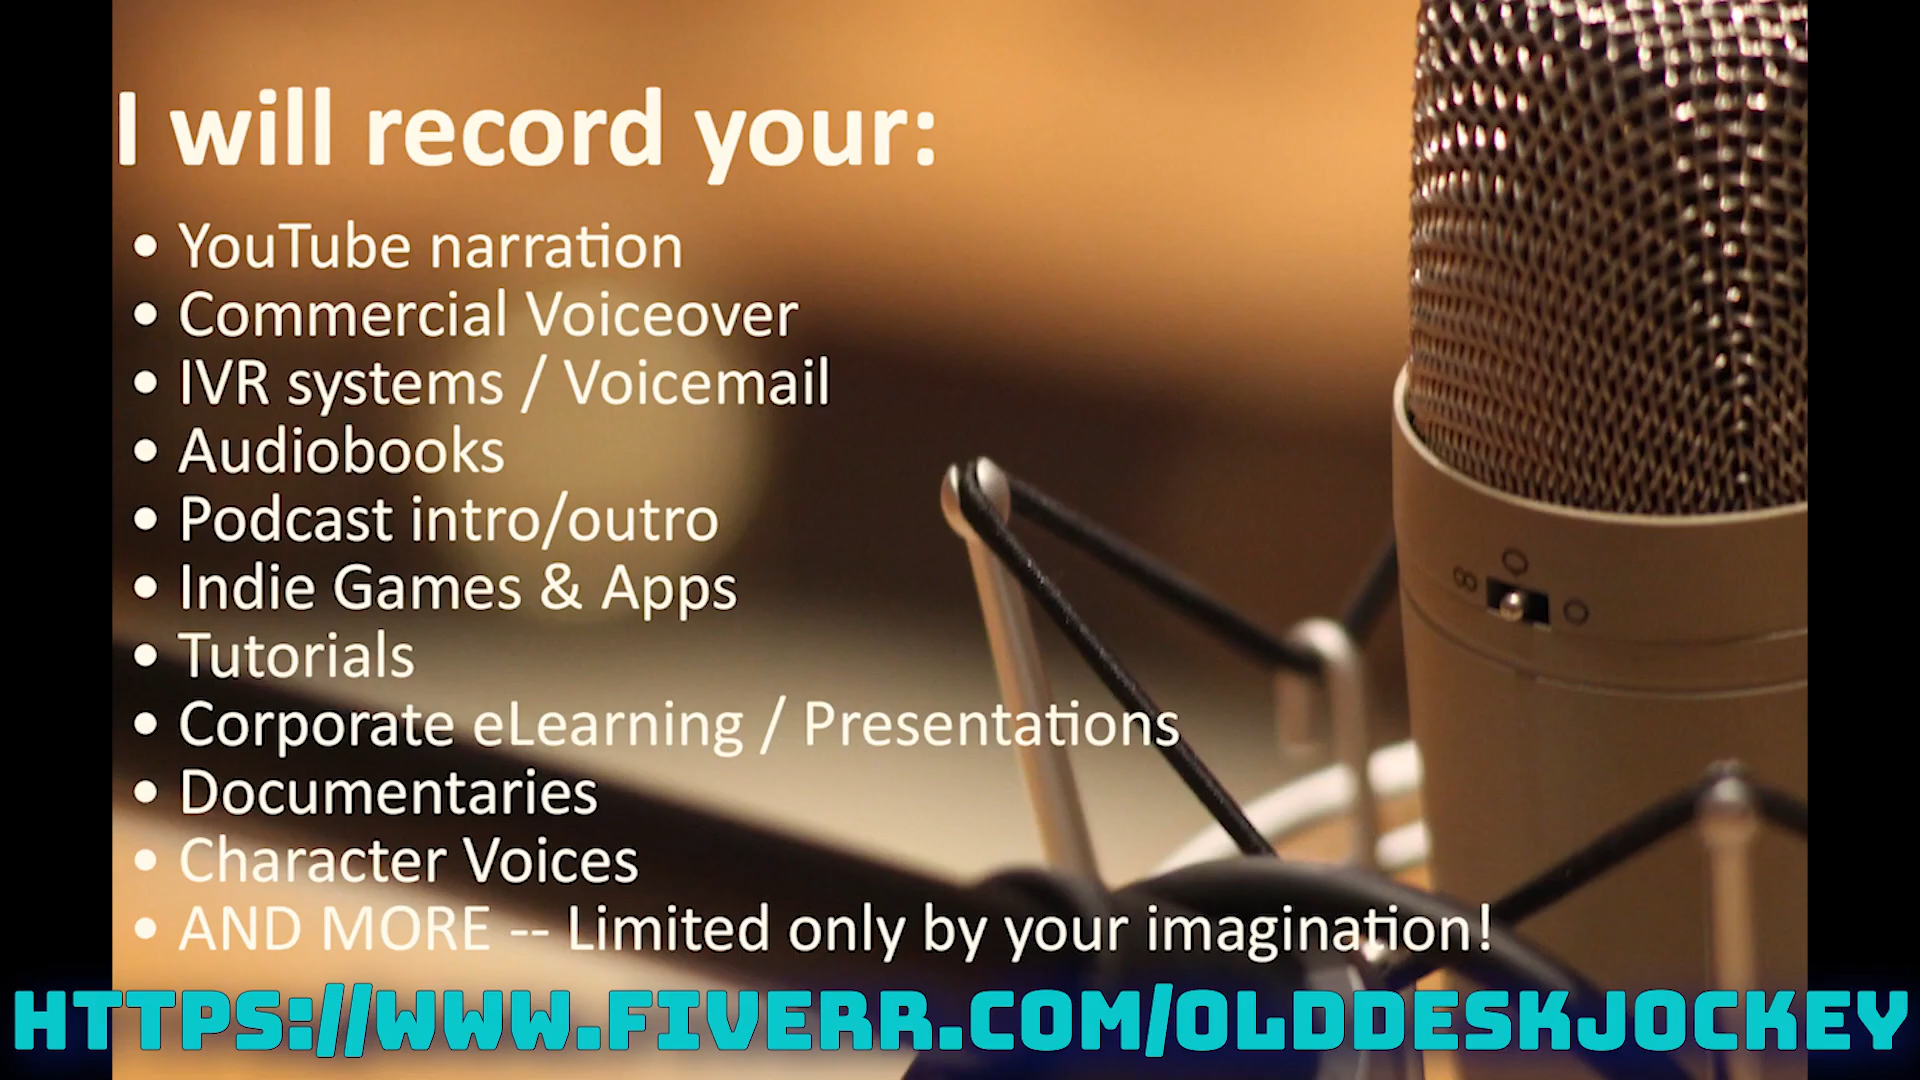 I will record your:
• YouTube narration
• Commercial Voiceover
• IVR systems / Voicemail
• Audiobooks
• Podcast intro/outro
• Indie Games & Apps
• Tutorials
• Corporate eLearning / Presentations
• Documentaries
• Character Voices
• AND MORE -- Limited only by your imagination!
HTTPS://WWW.FIVERR.COM/OLDDESKJOCKEY